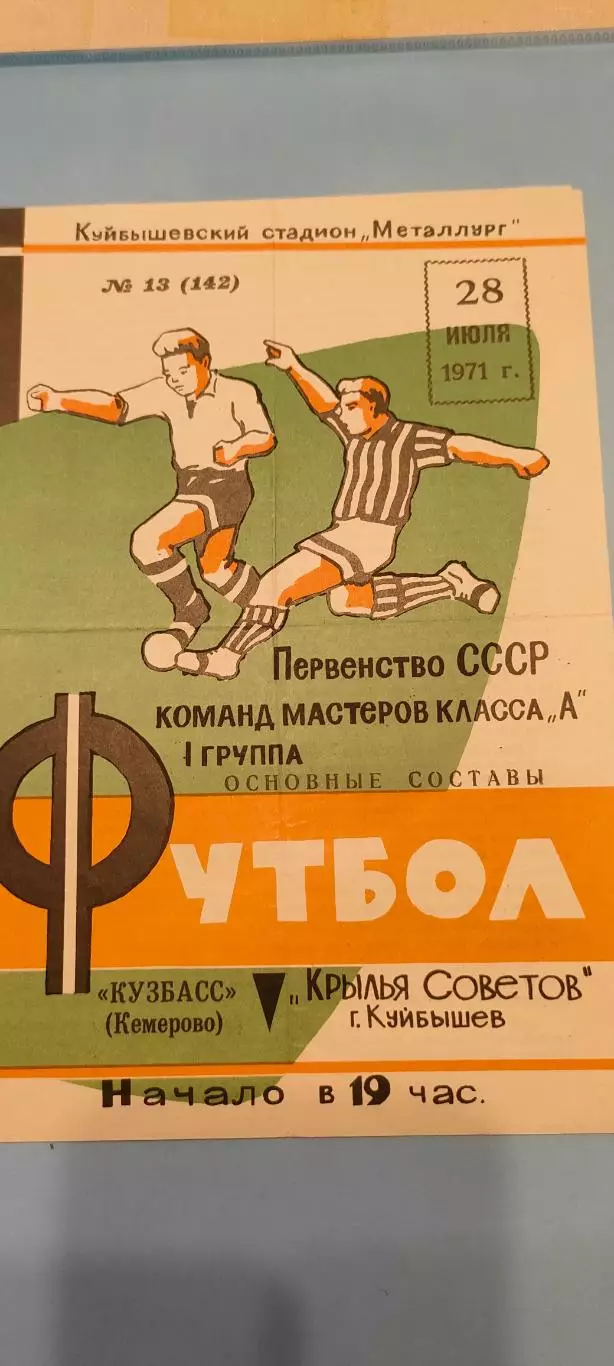 Куйбышевский стадион „Металлург"
№ 13 (142)
28
ИЮЛЯ
1971 г.
Первенство СССР
КОМАНД МАСТЕРОВ КЛАССА „А"
I ГРУППА
ОСНОВНЫЕ СОСТАВЫ
ФУТБОЛ
«КУЗБАСС»
(Кемерово)
„Крылья Советов"
г. Куйбышев
Начало в 19 час.